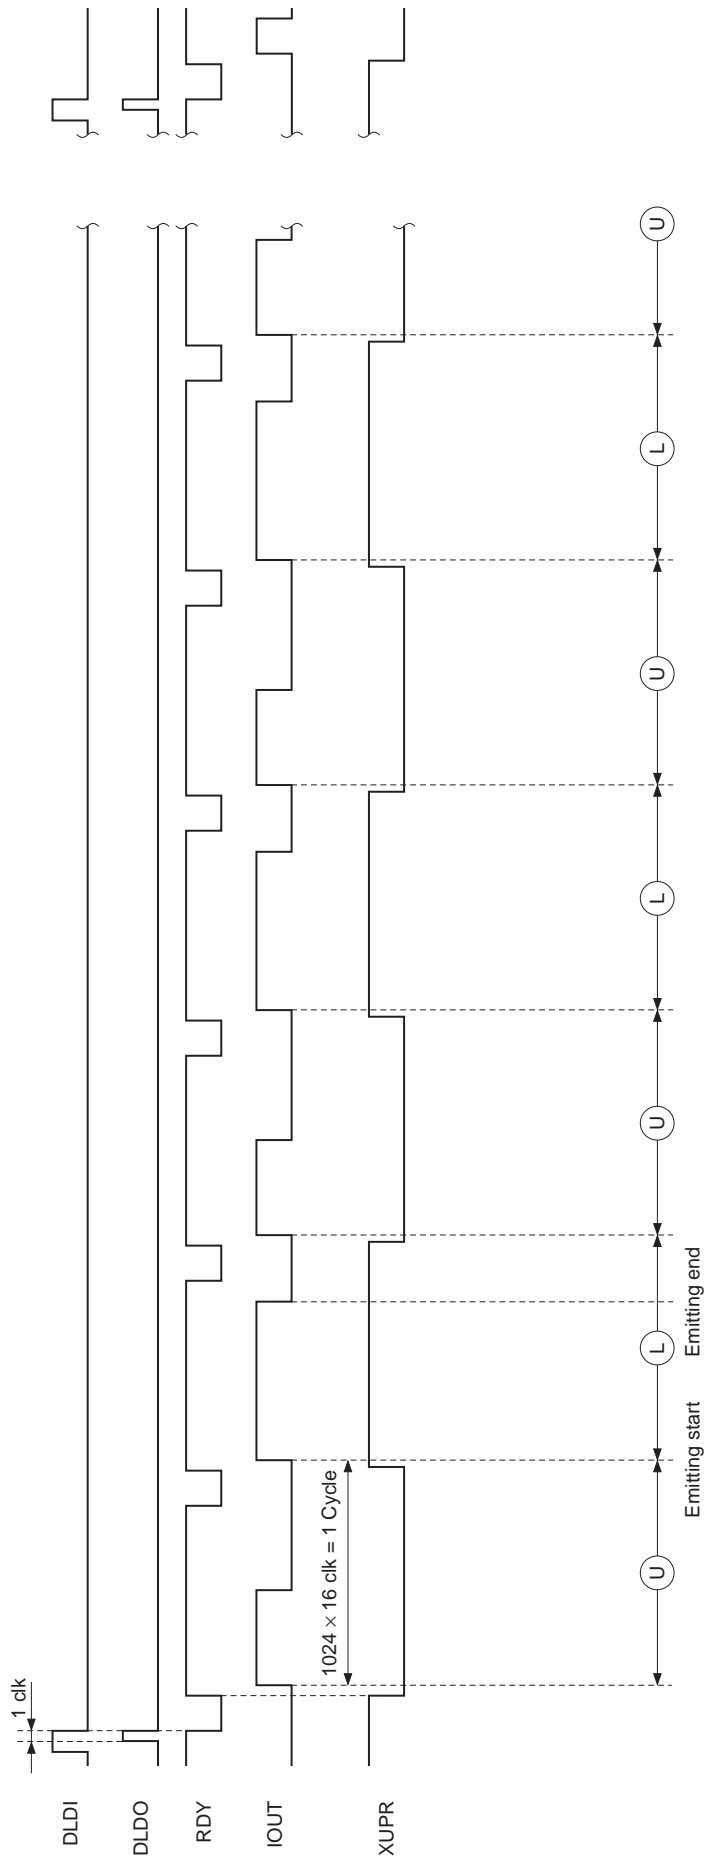 1 clk
DLDI
DLDO
RDY
IOUT
1024 × 16 clk = 1 Cycle
XUPR
U
L
U
L
U
L
U
Emitting start
Emitting end